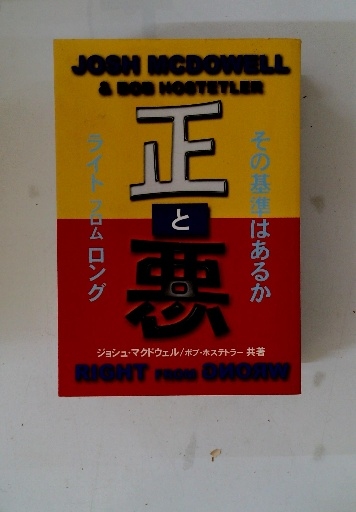 JOSH MCDOWELL
& BOB HOSTETLER
正と悪
その基準はあるか
ライト フロム ロング
ジョシュ・マクドウェル/ボブ・ホステトラー 共著
RIGHT FROM GNORW